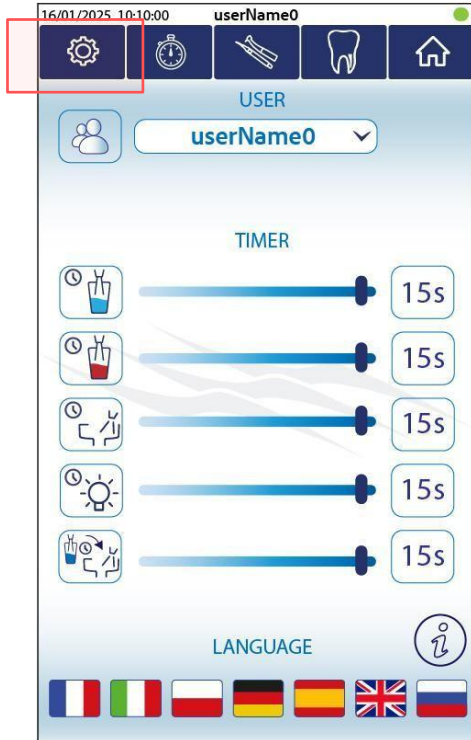 16/01/2025 10:10:00 userName0
USER
userName0
TIMER
15s
15s
15s
15s
15s
LANGUAGE
i